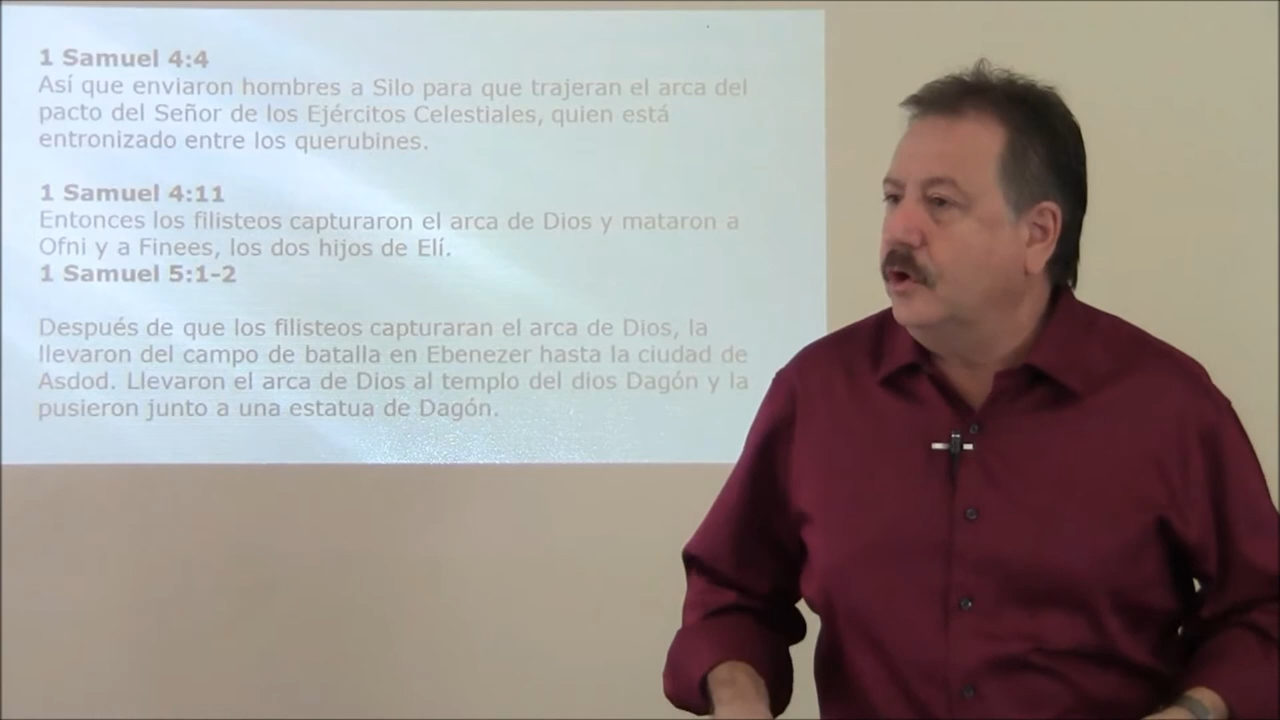 1 Samuel 4:4
Así que enviaron hombres a Silo para que trajeran el arca del
pacto del Señor de los Ejércitos Celestiales, quien está
entronizado entre los querubines.
1 Samuel 4:11
Entonces los filisteos capturaron el arca de Dios y mataron a
Ofni y a Finees, los dos hijos de Elí.
1 Samuel 5:1-2
Después de que los filisteos capturaran el arca de Dios, la
llevaron del campo de batalla en Ebenezer hasta la ciudad de
Asdod. Llevaron el arca de Dios al templo del dios Dagón y la
pusieron junto a una estatua de Dagón.